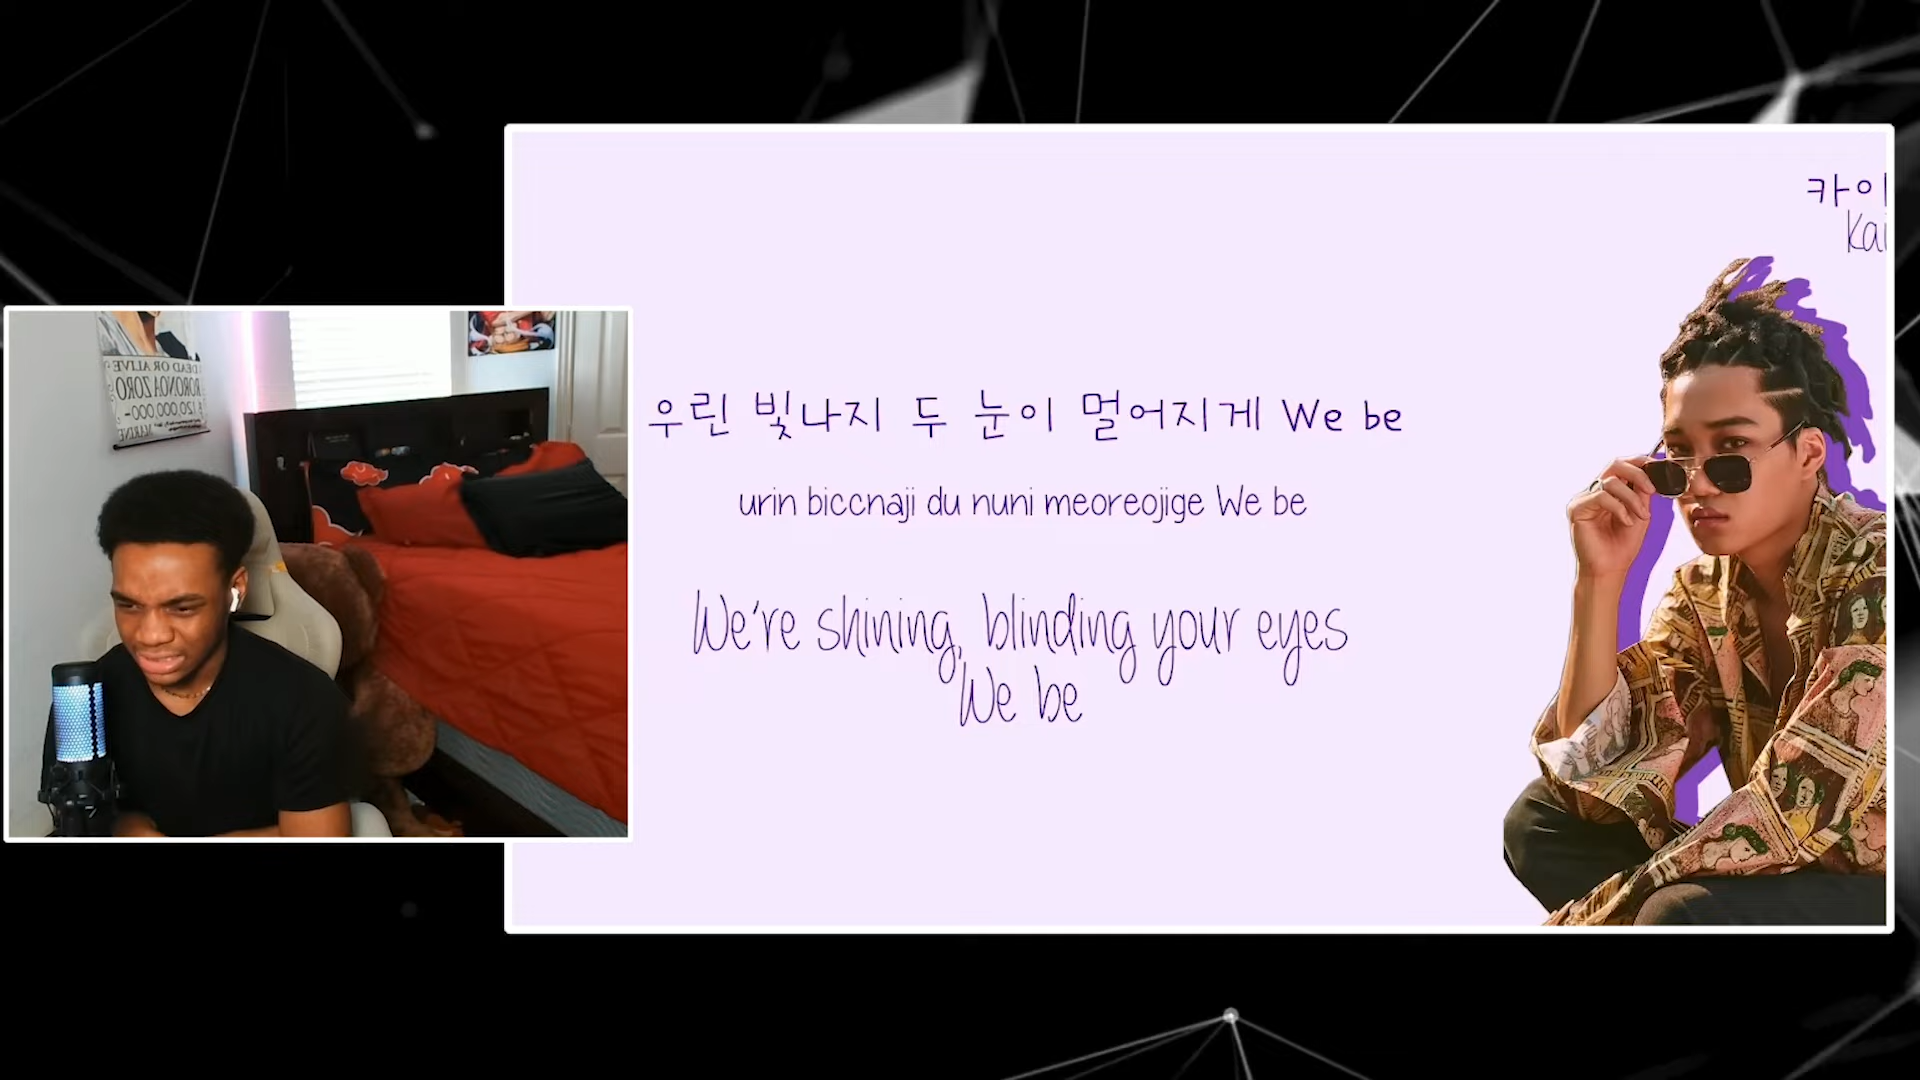 카이
Kai
우린 빛나지 두 눈이 멀어지게 We be
urin biccnaji du nuni meoreojige We be
We're shining, blinding your eyes
We be
DEAD OR ALIVE
RORONOA ZORO
120,000,000-
MARINE